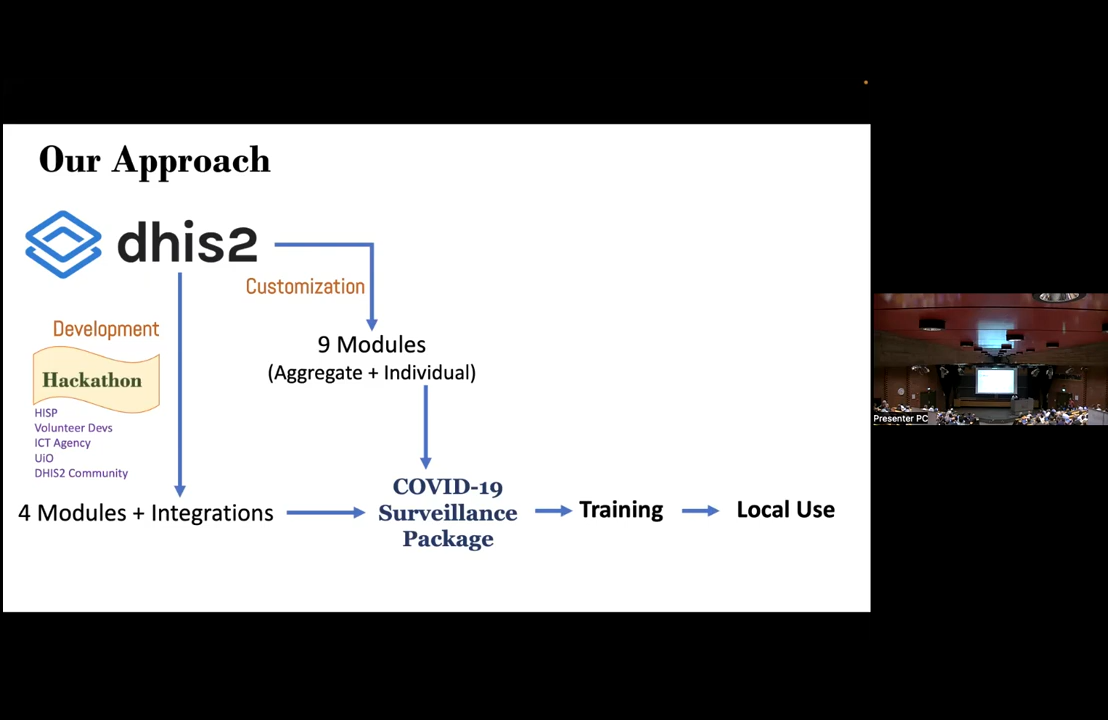 Our Approach
dhis2
Customization
Development
Hackathon
HISP
Volunteer Devs
ICT Agency
UiO
DHIS2 Community
9 Modules
(Aggregate + Individual)
4 Modules + Integrations
COVID-19
Surveillance
Package
Training
Local Use
Presenter PC